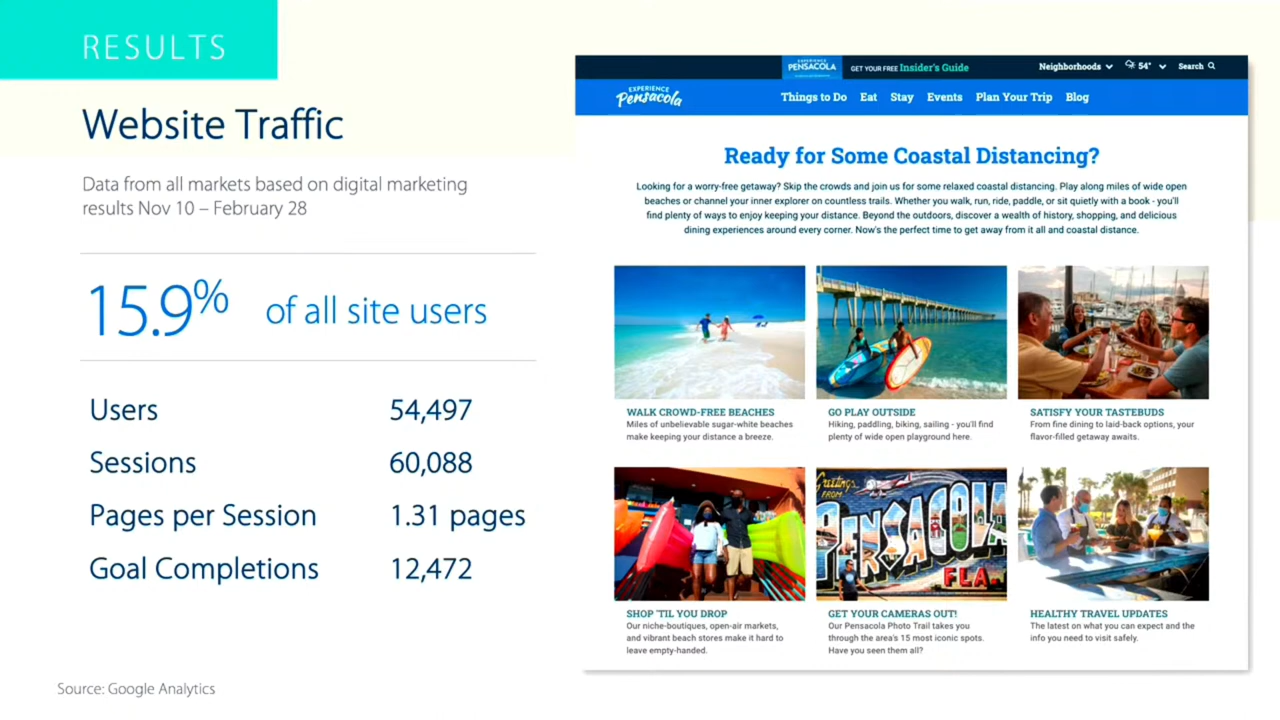 RESULTS
Website Traffic
Data from all markets based on digital marketing
results Nov 10 – February 28
15.9% of all site users
Users 54,497
Sessions 60,088
Pages per Session 1.31 pages
Goal Completions 12,472
Source: Google Analytics
EXPERIENCE
PENSACOLA
GET YOUR FREE Insider's Guide
Neighborhoods
54°
Search
EXPERIENCE
Pensacola
Things to Do Eat Stay Events Plan Your Trip Blog
Ready for Some Coastal Distancing?
Looking for a worry-free getaway? Skip the crowds and join us for some relaxed coastal distancing. Play along miles of wide open
beaches or channel your inner explorer on countless trails. Whether you walk, run, ride, paddle, or sit quietly with a book - you'll
find plenty of ways to enjoy keeping your distance. Beyond the outdoors, discover a wealth of history, shopping, and delicious
dining experiences around every corner. Now's the perfect time to get away from it all and coastal distance.
WALK CROWD-FREE BEACHES
Miles of unbelievable sugar-white beaches
make keeping your distance a breeze.
GO PLAY OUTSIDE
Hiking, paddling, biking, sailing - you'll find
plenty of wide open playground here.
SATISFY YOUR TASTEBUDS
From fine dining to laid-back options, your
flavor-filled getaway awaits.
Greetings
FROM
PENSACOLA
FLA.
SHOP 'TIL YOU DROP
Our niche-boutiques, open-air markets,
and vibrant beach stores make it hard to
leave empty-handed.
GET YOUR CAMERAS OUT!
Our Pensacola Photo Trail takes you
through the area's 15 most iconic spots.
Have you seen them all?
HEALTHY TRAVEL UPDATES
The latest on what you can expect and the
info you need to visit safely.